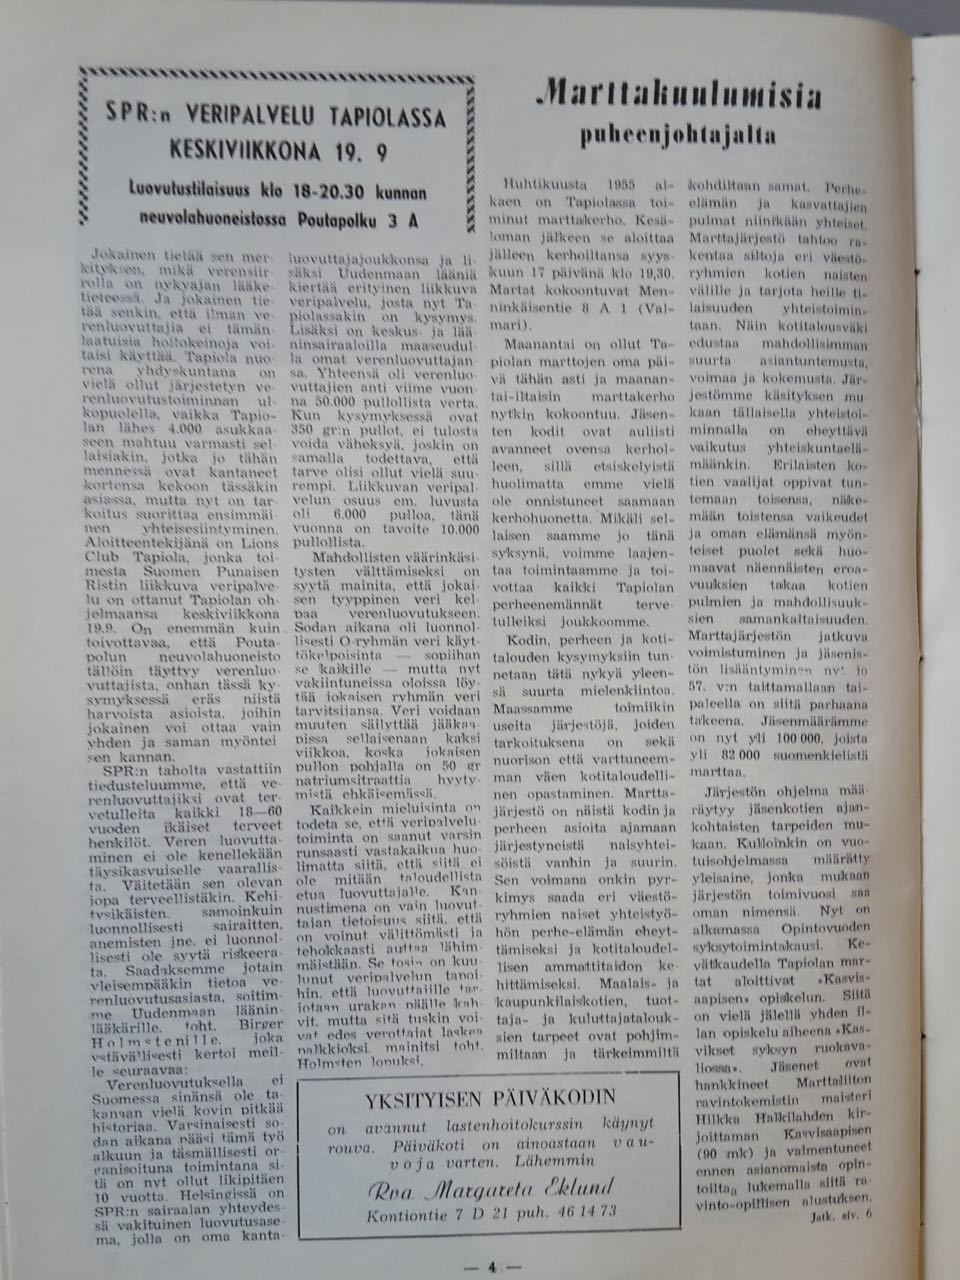 SPR:n VERIPALVELU TAPIOLASSA
KESKIVIIKKONA 19. 9
Luovutustilaisuus klo 18-20.30 kunnan
neuvolahuoneistossa Poutapolku 3 A
Jokainen tietää sen mer-
kityksen, mikä verensiir-
rolla on nykyajan lääke-
tieteessä. Ja jokainen tie-
tää senkin, että ilman ve-
renluovuttajia ei tämän-
laatuisia hoitokeinoja voi-
taisi käyttää. Tapiola nuo-
rena yhdyskuntana on
vielä ollut järjestetyn ve-
renluovutustoiminnan ul-
kopuolella, vaikka Tapio-
lan lähes 4.000 asukkaa-
seen mahtuu varmasti sel-
laisiakin, jotka jo tähän
mennessä ovat kantaneet
kortensa kekoon tässäkin
asiassa, mutta nyt on tar-
koitus suorittaa ensimmäi-
nen yhteisesiintyminen.
Aloitteentekijänä on Lions
Club Tapiola, jonka toi-
mesta Suomen Punaisen
Ristin liikkuva veripalve-
lu on ottanut Tapiolan oh-
jelmaansa keskiviikkona
19.9. On enemmän kuin
toivottavaa, että Pouta-
polun neuvolahuoneisto
tällöin täyttyy verenluo-
vuttajista, onhan tässä ky-
symyksessä eräs niistä
harvoista asioista, joihin
jokainen voi ottaa vain
yhden ja saman myöntei-
sen kannan.
SPR:n taholta vastattiin
tiedusteluumme, että ve-
renluovuttajiksi ovat ter-
vetulleita kaikki 18—60
vuoden ikäiset terveet
henkilöt. Veren luovutta-
minen ei ole kenellekään
täysikasvuiselle vaarallis-
ta. Väitetään sen olevan
jopa terveellistäkin. Kehi-
tysikäisten, samoinkuin
luonnollisesti sairaitten,
anemisten jne. ei luonnol-
lisesti ole syytä riskeera-
ta. Saadaksemme jotain
yleisempääkin tietoa ve-
renluovutusasiasta, soitim-
me Uudenmaan läänin-
lääkärille, toht. Birger
Holmstenille, joka
ystävällisesti kertoi meil-
le seuraavaa:
Verenluovutuksella ei
Suomessa sinänsä ole ta-
kanaan vielä kovin pitkää
historiaa. Varsinaisesti so-
dan aikana pääsi tämä työ
alkuun ja täsmällisesti or-
ganisoituna toimintana si-
tä on nyt ollut likipitäen
10 vuotta. Helsingissä on
SPR:n sairaalan yhteydes-
sä vakituinen luovutusase-
ma, jolla on oma kanta-
luovuttajajoukkonsa ja li-
säksi Uudenmaan lääniä
kiertää erityinen liikkuva
veripalvelu, josta nyt Ta-
piolassakin on kysymys.
Lisäksi on keskus- ja lää-
ninsairaaloilla maaseudul-
la omat verenluovuttajan-
sa. Yhteensä oli verenluo-
vuttajien anti viime vuon-
na 50.000 pullollista verta.
Kun kysymyksessä ovat
350 gr:n pullot, ei tulosta
voida väheksyä, joskin on
samalla todettava, että
tarve olisi ollut vielä suu-
rempi. Liikkuvan veripal-
velun osuus em. luvusta
oli 6.000 pulloa, tänä
vuonna on tavoite 10.000
pullollista.
Mahdollisten väärinkäsi-
tysten välttämiseksi on
syytä mainita, että jokai-
sen tyyppinen veri kel-
paa verenluovutukseen.
Sodan aikana oli luonnol-
lisesti O-ryhmän veri käyt-
tökelpoisinta — sopiihan
se kaikille — mutta nyt
vakiintuneissa oloissa löy-
tää jokaisen ryhmän veri
tarvitsijansa. Veri voidaan
muuten säilyttää jääkaa-
pissa sellaisenaan kaksi
viikkoa, koska jokaisen
pullon pohjalla on 50 gr
natriumsitraattia hyyty-
mistä ehkäisemässä.
Kaikkein mieluisinta on
todeta se, että veripalvelu-
toiminta on saanut varsin
runsaasti vastakaikua huo-
limatta siitä, että siitä ei
ole mitään taloudellista
etua luovuttajalle. Kan-
nustimena on vain luovut-
tajan tietoisuus siitä, että
on voinut välittömästi ja
tehokkaasti auttaa lähim-
mäistään. Se tosin on kuu-
lunut veripalvelun tapoi-
hin, että luovuttajille tar-
jotaan urakan päälle kah-
vit, mutta sitä tuskin voi-
vat edes verottajat laskea
palkkioksi, mainitsi toht.
Holmsten lopuksi.
Marttakuulumisia
puheenjohtajalta
Huhtikuusta 1955 al-
kaen on Tapiolassa toi-
minut marttakerho. Kesä-
loman jälkeen se aloittaa
jälleen kerhoiltansa syys-
kuun 17 päivänä klo 19,30.
Martat kokoontuvat Men-
ninkäisentie 8 A 1 (Val-
mari).
Maanantai on ollut Ta-
piolan marttojen oma päi-
vä tähän asti ja maanan-
tai-iltaisin marttakerho
nytkin kokoontuu. Jäsen-
ten kodit ovat auliisti
avanneet ovensa kerhol-
leen, sillä etsiskelyistä
huolimatta emme vielä
ole onnistuneet saamaan
kerhohuonetta. Mikäli sel-
laisen saamme jo tänä
syksynä, voimme laajen-
taa toimintaamme ja toi-
vottaa kaikki Tapiolan
perheenemännät terve-
tulleiksi joukkoomme.
Kodin, perheen ja koti-
talouden kysymyksiin tun-
netaan tätä nykyä yleen-
sä suurta mielenkiintoa.
Maassamme toimiikin
useita järjestöjä, joiden
tarkoituksena on sekä
nuorison että varttuneem-
man väen kotitaloudelli-
nen opastaminen. Martta-
järjestö on näistä kodin ja
perheen asioita ajamaan
järjestyneistä naisyhtei-
söistä vanhin ja suurin.
Sen voimana onkin pyr-
kimys saada eri väestö-
ryhmien naiset yhteistyö-
hön perhe-elämän eheyt-
tämiseksi ja kotitaloudel-
lisen ammattitaidon ke-
hittämiseksi. Maalais- ja
kaupunkilaiskotien, tuot-
taja- ja kuluttajatalouk-
sien tarpeet ovat pohjim-
miltaan ja tärkeimmiltä
kohdiltaan samat. Perhe-
elämän ja kasvattajien
pulmat niinikään yhteiset.
Marttajärjestö tahtoo ra-
kentaa siltoja eri väestö-
ryhmien kotien naisten
välille ja tarjota heille ti-
laisuuden yhteistoimin-
taan. Näin kotitalousväki
edustaa mahdollisimman
suurta asiantuntemusta,
voimaa ja kokemusta. Jär-
jestömme käsityksen mu-
kaan tällaisella yhteistoi-
minnalla on eheyttävä
vaikutus yhteiskuntaelä-
määnkin. Erilaisten ko-
tien vaalijat oppivat tun-
temaan toisensa, näke-
mään toistensa vaikeudet
ja oman elämänsä myön-
teiset puolet sekä huo-
maavat näennäisten eroa-
vuuksien takaa kotien
pulmien ja mahdollisuuk-
sien samankaltaisuuden.
Marttajärjestön jatkuva
voimistuminen ja jäsenis-
tön lisääntyminen nyt jo
57. v:n taittamallaan tai-
paleella on siitä parhaana
takeena. Jäsenmäärämme
on nyt yli 100 000, joista
yli 82 000 suomenkielistä
marttaa.
Järjestön ohjelma mää-
räytyy jäsenkotien ajan-
kohtaisten tarpeiden mu-
kaan. Kulloinkin on vuo-
tuisohjelmassa määrätty
yleisaine, jonka mukaan
järjestön toimivuosi saa
oman nimensä. Nyt on
alkamassa Opintovuoden
syksytoimintakausi. Ke-
vätkaudella Tapiolan mar-
tat aloittivat »Kasvis-
aapisen» opiskelun. Siitä
on vielä jälellä yhden il-
lan opiskelu aiheena »Kas-
vikset syksyn ruokava-
liossa». Jäsenet ovat
hankkineet Marttaliiton
ravintokemistin maisteri
Hilkka Halkilahden kir-
joittaman Kasvisaapisen
(90 mk) ja valmentuneet
ennen asianomaista opin-
toiltaa lukemalla siitä ra-
vinto-opillisen alustuksen.
Jatk. siv. 6
YKSITYISEN PÄIVÄKODIN
on avannut lastenhoitokurssin käynyt
rouva. Päiväkoti on ainoastaan vau-
voja varten. Lähemmin
Rva Margareta Eklund
Kontiontie 7 D 21 puh. 46 14 73
— 4 —